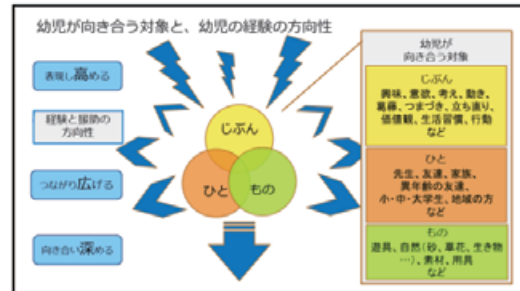 幼児が向き合う対象と、幼児の経験の方向性
表現し高める
経験と援助の
方向性
つながり広げる
向き合い深める
じぶん
ひと
もの
幼児が
向き合う対象
じぶん
興味、意欲、考え、動き、
葛藤、つまづき、立ち直り、
価値観、生活習慣、行動
など
ひと
先生、友達、家族、
異年齢の友達、
小・中・大学生、地域の方
など
もの
遊具、自然(砂、草花、生き物
…)、素材、用具
など